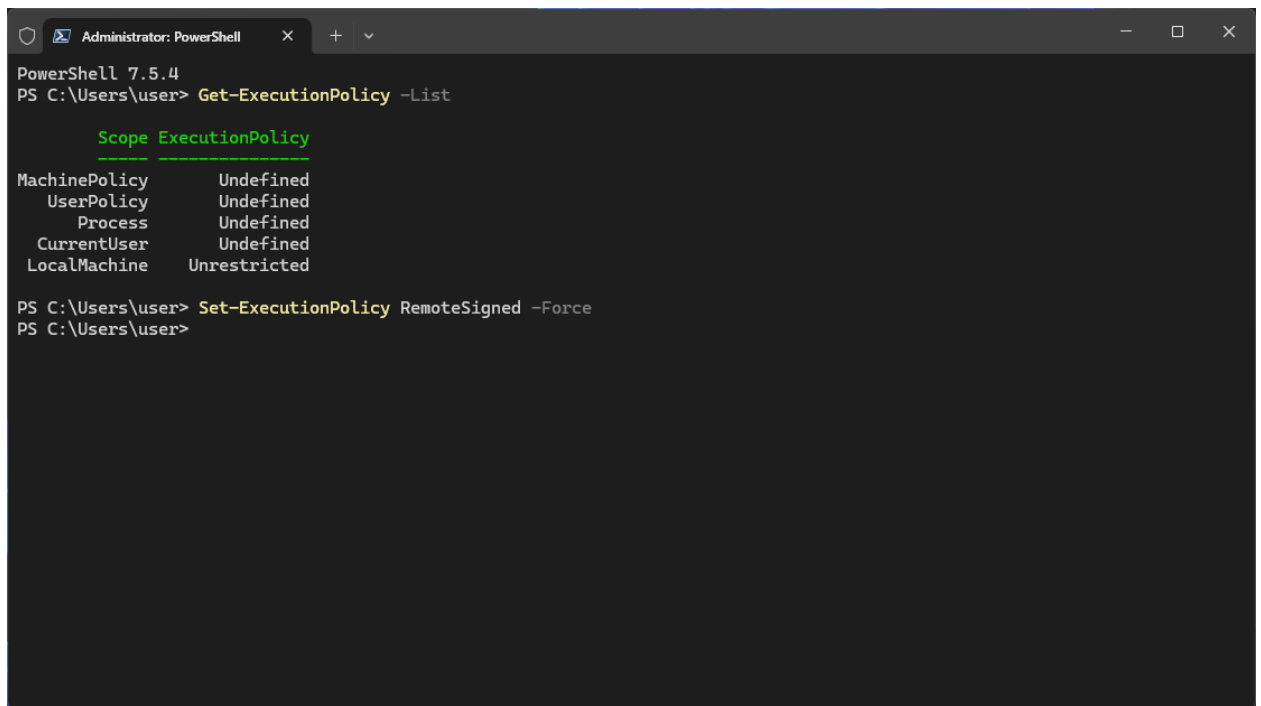 Administrator: PowerShell
PowerShell 7.5.4
PS C:\Users\user> Get-ExecutionPolicy -List
Scope ExecutionPolicy
----- ---------------
MachinePolicy Undefined
UserPolicy Undefined
Process Undefined
CurrentUser Undefined
LocalMachine Unrestricted
PS C:\Users\user> Set-ExecutionPolicy RemoteSigned -Force
PS C:\Users\user>